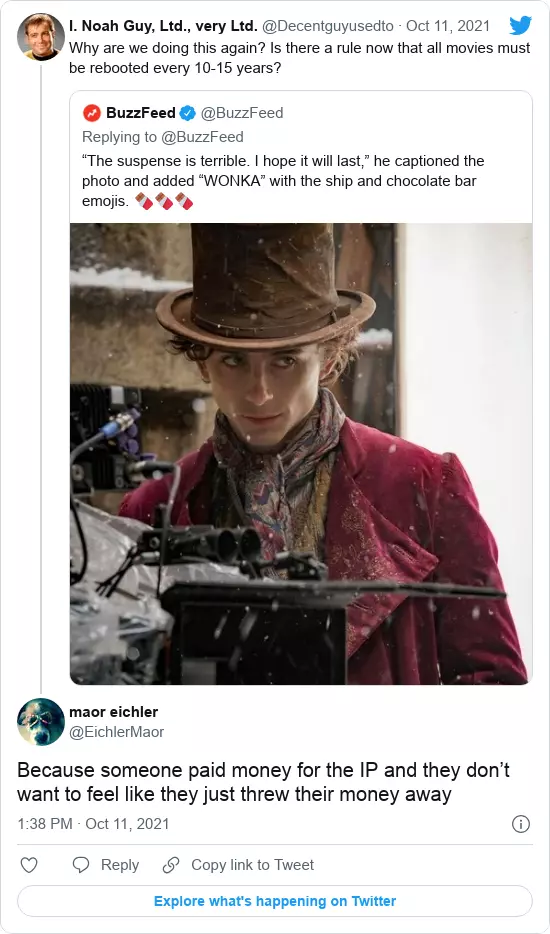 I. Noah Guy, Ltd., very Ltd. @Decentguyusedto · Oct 11, 2021
Why are we doing this again? Is there a rule now that all movies must
be rebooted every 10-15 years?
BuzzFeed @BuzzFeed
Replying to @BuzzFeed
“The suspense is terrible. I hope it will last,” he captioned the
photo and added “WONKA” with the ship and chocolate bar
emojis. 🍫🍫🍫
maor eichler
@EichlerMaor
Because someone paid money for the IP and they don’t
want to feel like they just threw their money away
1:38 PM · Oct 11, 2021
Reply
Copy link to Tweet
Explore what's happening on Twitter